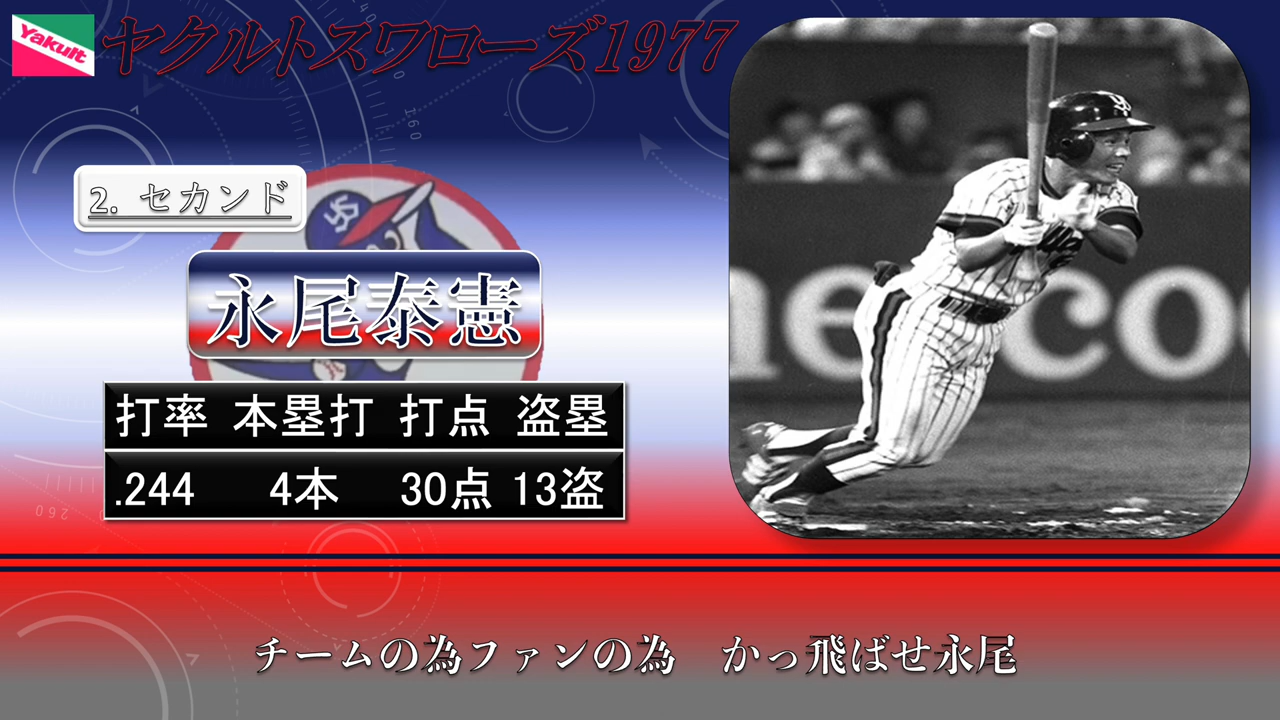 Yakult
ヤクルトスワローズ1977
2. セカンド
永尾泰憲
打率 本塁打 打点 盗塁
.244 4本 30点 13盗
チームの為ファンの為 かっ飛ばせ永尾